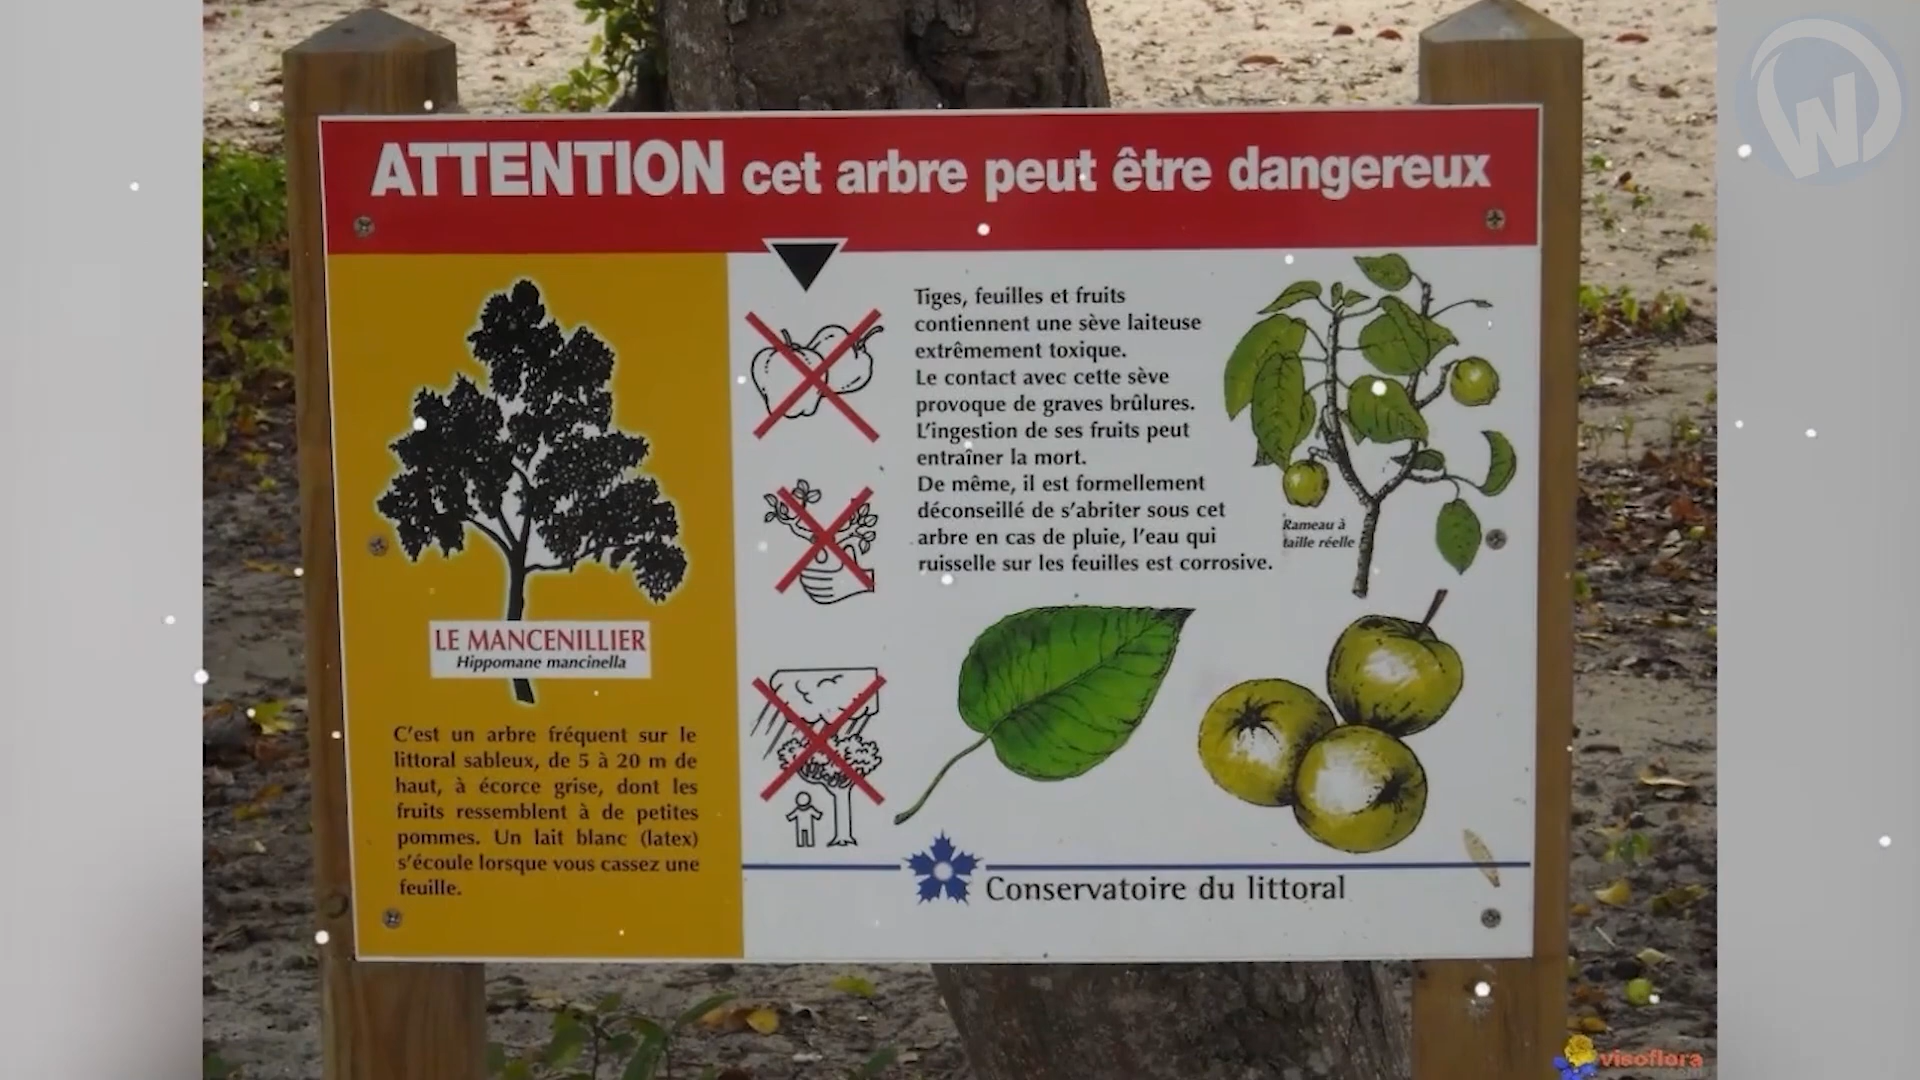 W
ATTENTION cet arbre peut être dangereux
LE MANCENILLIER
Hippomane mancinella
C'est un arbre fréquent sur le
littoral sableux, de 5 à 20 m de
haut, à écorce grise, dont les
fruits ressemblent à de petites
pommes. Un lait blanc (latex)
s'écoule lorsque vous cassez une
feuille.
Tiges, feuilles et fruits
contiennent une sève laiteuse
extrêmement toxique.
Le contact avec cette sève
provoque de graves brûlures.
L'ingestion de ses fruits peut
entraîner la mort.
De même, il est formellement
déconseillé de s'abriter sous cet
arbre en cas de pluie, l'eau qui
ruisselle sur les feuilles est corrosive.
Rameau à
taille réelle
Conservatoire du littoral
visoflora